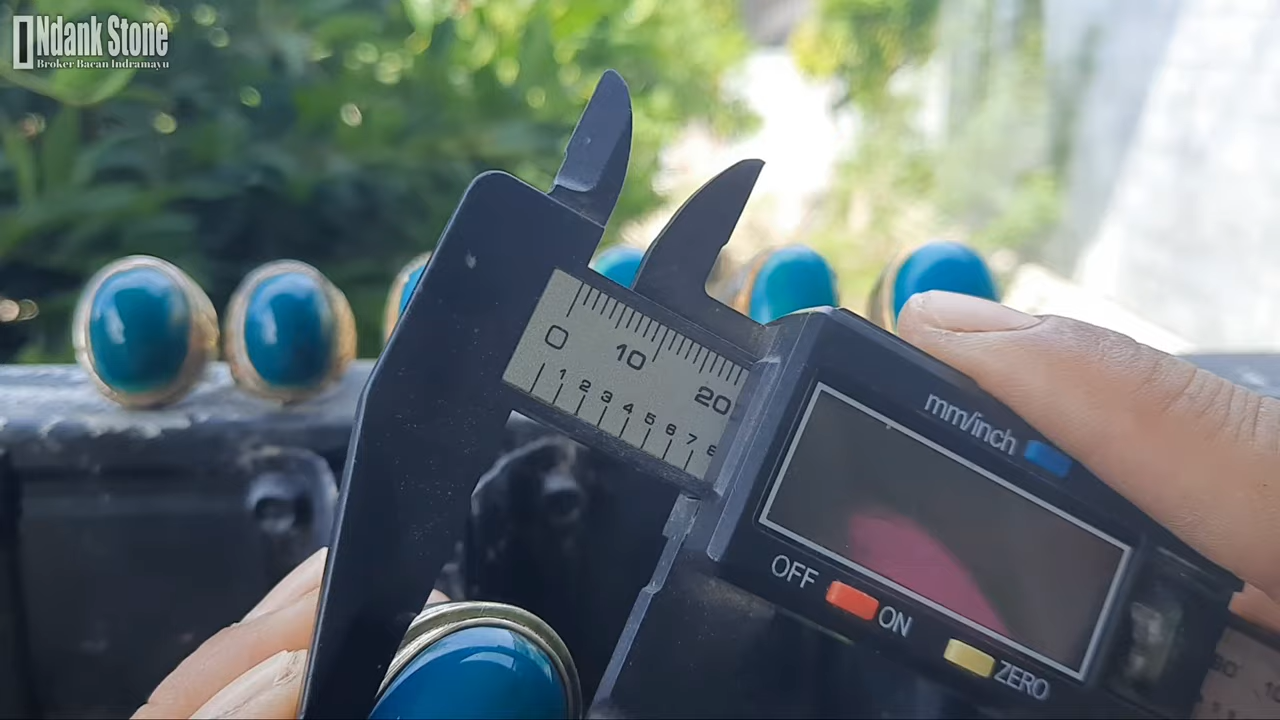 Ndank Stone
Broker Bacan Indramayu
0 10 20
1 2 3 4 5 6 7 8
mm/inch
OFF ON
ZERO